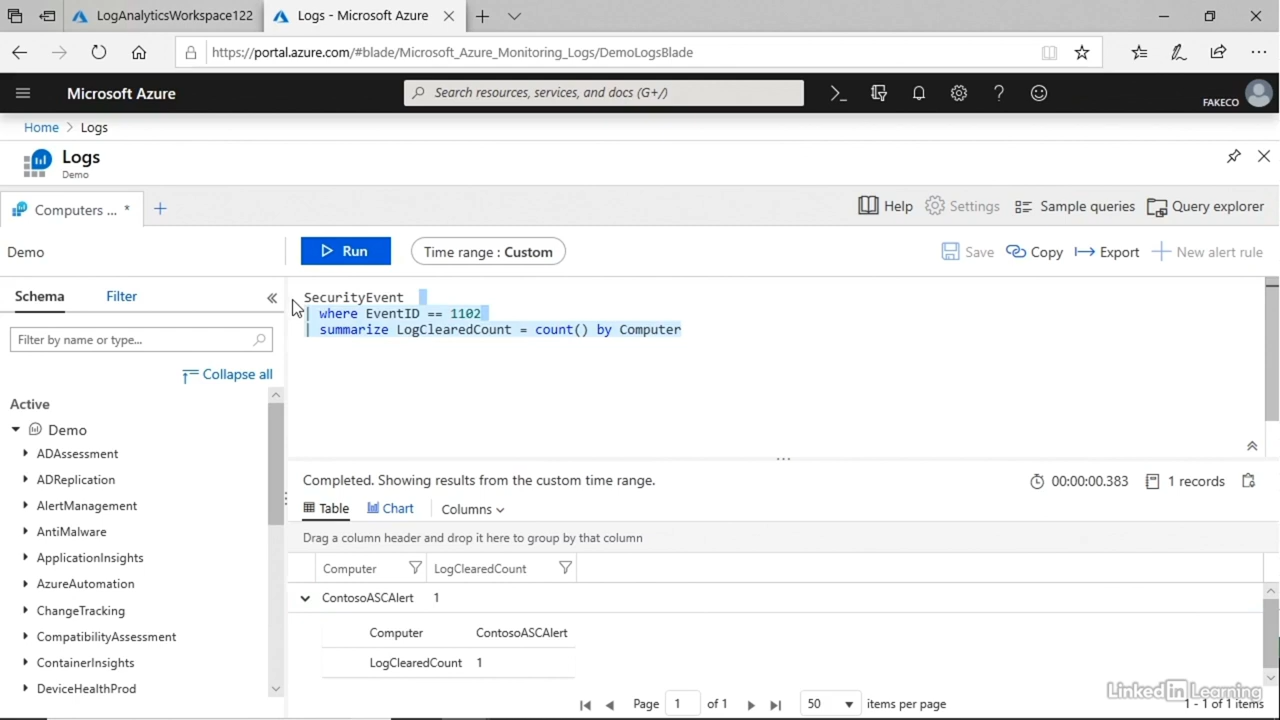 LogAnalyticsWorkspace122
Logs - Microsoft Azure
https://portal.azure.com/#blade/Microsoft_Azure_Monitoring_Logs/DemoLogsBlade
Microsoft Azure
Search resources, services, and docs (G+/)
FAKECO
Home > Logs
Logs
Demo
Computers ... *
Help
Settings
Sample queries
Query explorer
Demo
Run
Time range : Custom
Save
Copy
Export
New alert rule
Schema
Filter
Filter by name or type...
Collapse all
Active
Demo
ADAssessment
ADReplication
AlertManagement
AntiMalware
ApplicationInsights
AzureAutomation
ChangeTracking
CompatibilityAssessment
ContainerInsights
DeviceHealthProd
SecurityEvent
| where EventID == 1102
| summarize LogClearedCount = count() by Computer
Completed. Showing results from the custom time range.
00:00:00.383
1 records
Table
Chart
Columns
Drag a column header and drop it here to group by that column
Computer LogClearedCount
ContosoASCAlert 1
Computer ContosoASCAlert
LogClearedCount 1
Page 1 of 1
50 items per page
1 - 1 of 1 items
LinkedIn Learning